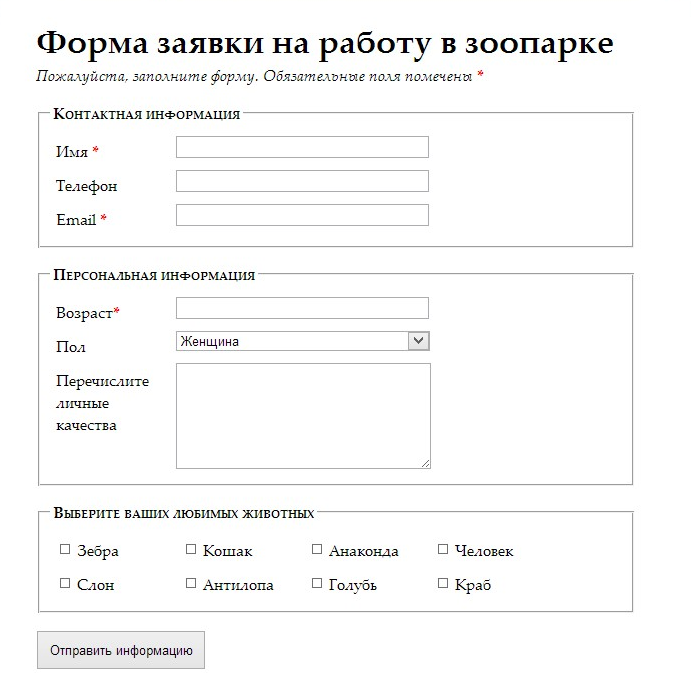 Форма заявки на работу в зоопарке
Пожалуйста, заполните форму. Обязательные поля помечены *
Контактная информация
Имя *
Телефон
Email *
Персональная информация
Возраст*
Пол Женщина
Перечислите
личные
качества
Выберите ваших любимых животных
Зебра Кошак Анаконда Человек
Слон Антилопа Голубь Краб
Отправить информацию